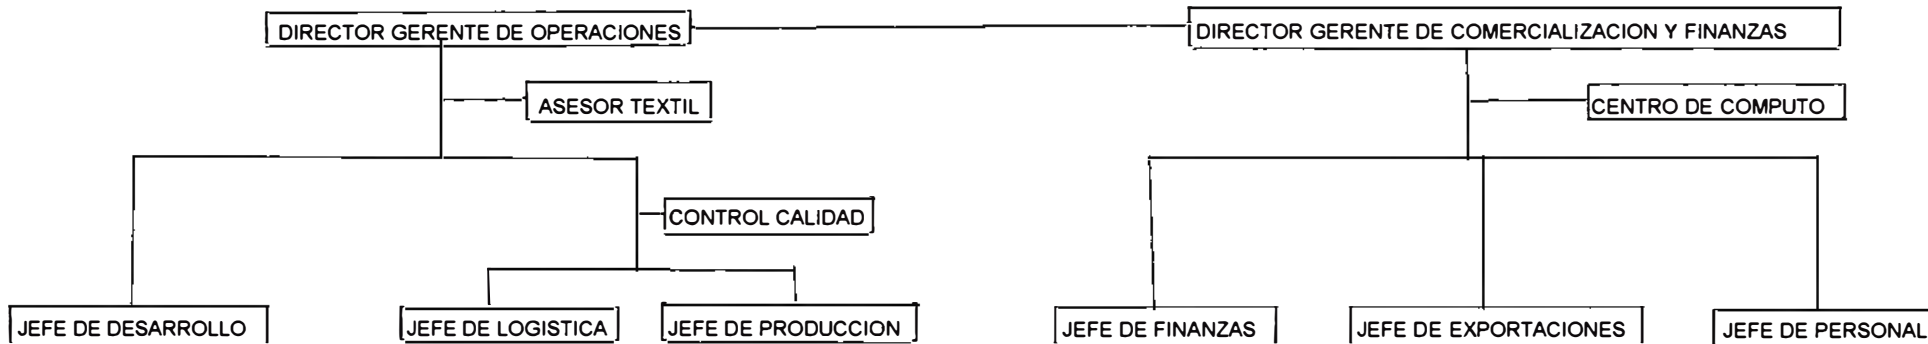 DIRECTOR GERENTE DE OPERACIONES
DIRECTOR GERENTE DE COMERCIALIZACION Y FINANZAS
ASESOR TEXTIL
CENTRO DE COMPUTO
CONTROL CALIDAD
JEFE DE DESARROLLO
JEFE DE LOGISTICA
JEFE DE PRODUCCION
JEFE DE FINANZAS
JEFE DE EXPORTACIONES
JEFE DE PERSONAL